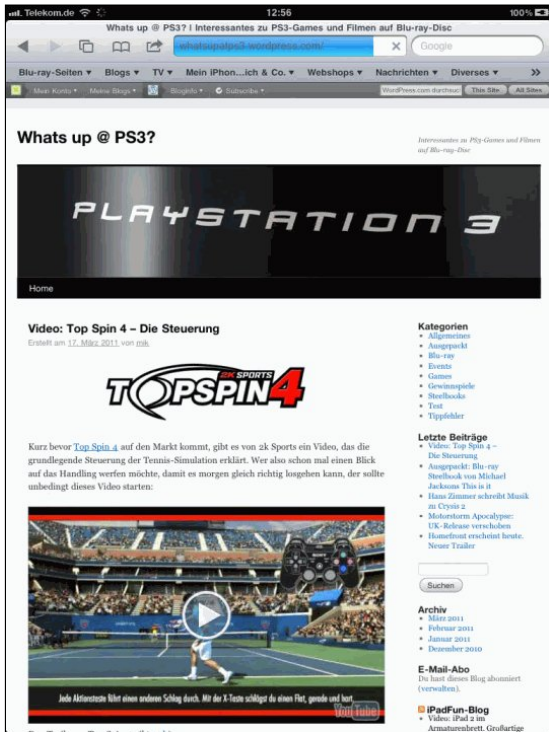 Telekom.de
12:56
100%
Whats up @ PS3? | Interessantes zu PS3-Games und Filmen auf Blu-ray-Disc
whatsupatps3.wordpress.com/
Google
Blu-ray-Seiten Blogs TV Mein iPhon...ich & Co. Webshops Nachrichten Diverses
Mein Konto Meine Blogs BlogInfo Subscribe This Site All Sites
Whats up @ PS3?
Interessantes zu PS3-Games und Filmen
auf Blu-Ray-Disc
PLAYSTATION 3
Home
Video: Top Spin 4 – Die Steuerung
Erstellt am 17. März 2011 von mik
2K SPORTS
TOPSPIN 4
Kurz bevor Top Spin 4 auf den Markt kommt, gibt es von 2k Sports ein Video, das die
grundlegende Steuerung der Tennis-Simulation erklärt. Wer also schon mal einen Blick
auf das Handling werfen möchte, damit es morgen gleich richtig losgehen kann, der sollte
unbedingt dieses Video starten:
Jede Aktionstaste führt einen anderen Schlag durch. Mit der X-Taste schlägst du einen Flat, gerade und hart.
YouTube
Kategorien
Allgemeines
Ausgepackt
Blu-ray
Events
Games
Gewinnspiele
Steelbooks
Test
Tippfehler
Letzte Beiträge
Video: Top Spin 4 –
Die Steuerung
Ausgepackt: Blu-ray
Steelbook von Michael
Jacksons This is it
Hans Zimmer schreibt Musik
zu Crysis 2
Motorstorm Apocalypse:
UK-Release verschoben
Homefront erscheint heute.
Neuer Trailer
Suchen
Archiv
März 2011
Februar 2011
Januar 2011
Dezember 2010
E-Mail-Abo
Du hast dieses Blog abonniert
(verwalten).
iPadFun-Blog
Video: iPad 2 im
Armaturenbrett. Großartige